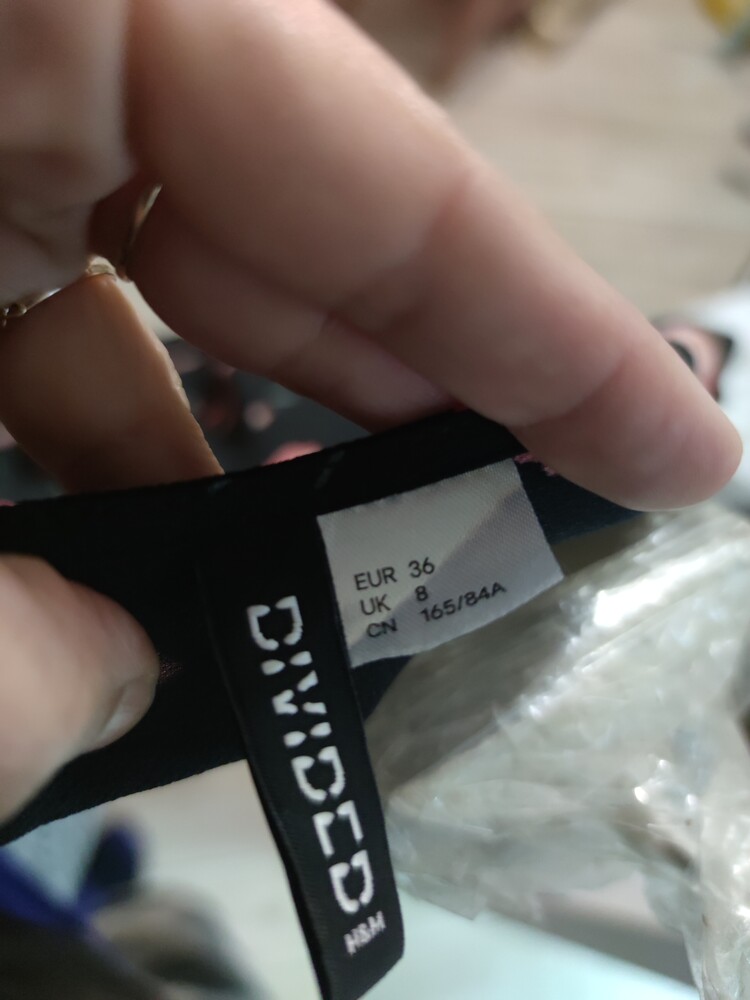 EUR 36
UK 8
CN 165/84A
DIVIDED
H&M